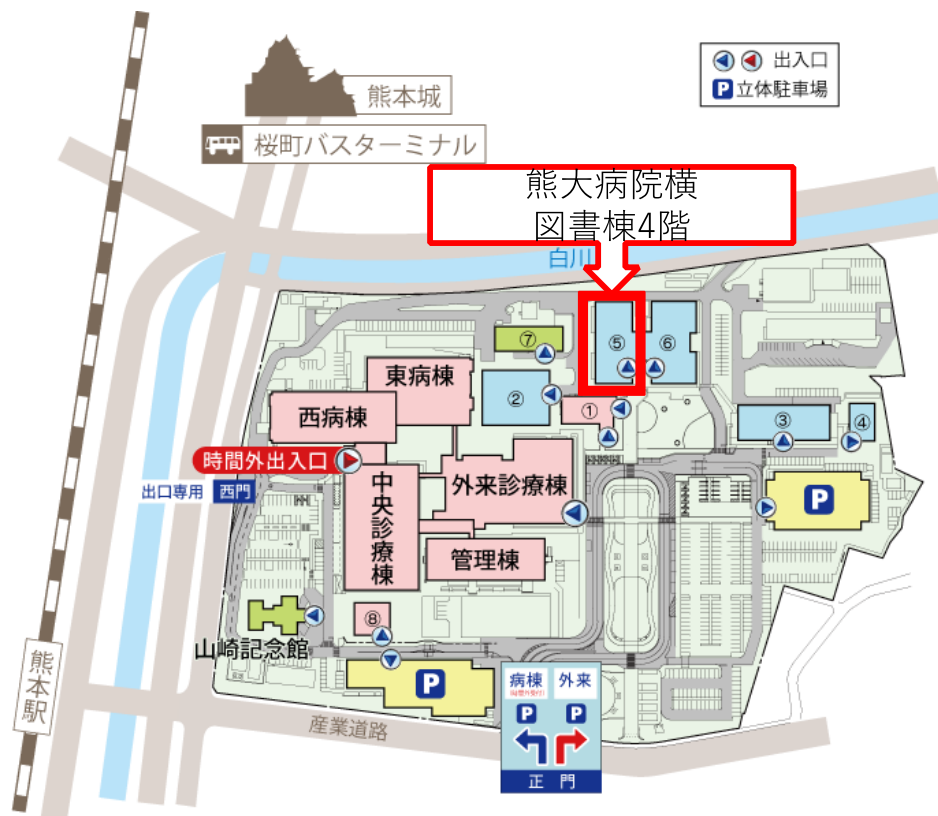 出入口
P 立体駐車場
熊本城
桜町バスターミナル
熊大病院横
図書棟4階
白川
⑦
⑤
⑥
東病棟
②
①
西病棟
③
④
時間外出入口
外来診療棟
中央診療棟
出口専用 西門
P
管理棟
⑧
山崎記念館
熊本駅
P
病棟 外来
P P
産業道路
正門